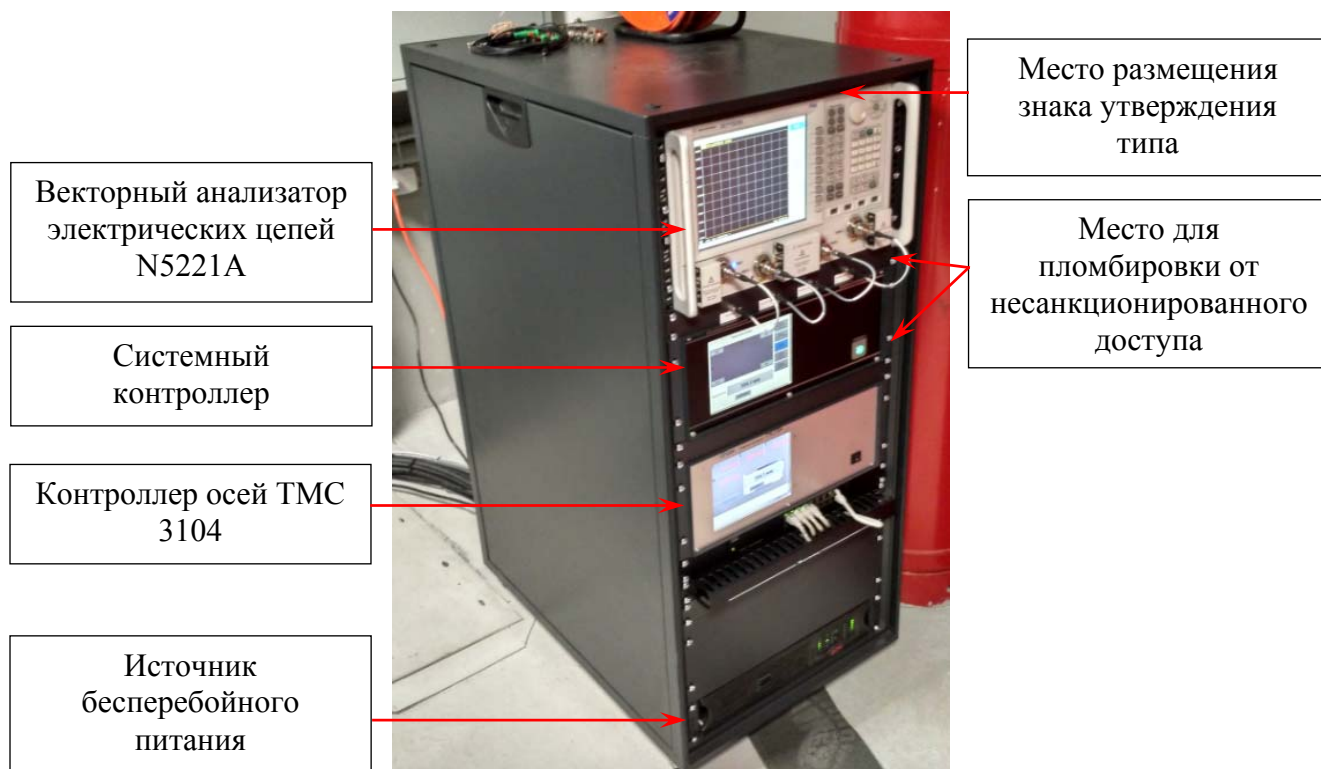 Место размещения
знака утверждения
типа
Векторный анализатор
электрических цепей
N5221A
Место для
пломбировки от
несанкционированного
доступа
Системный
контроллер
Контроллер осей ТМС
3104
Источник
бесперебойного
питания